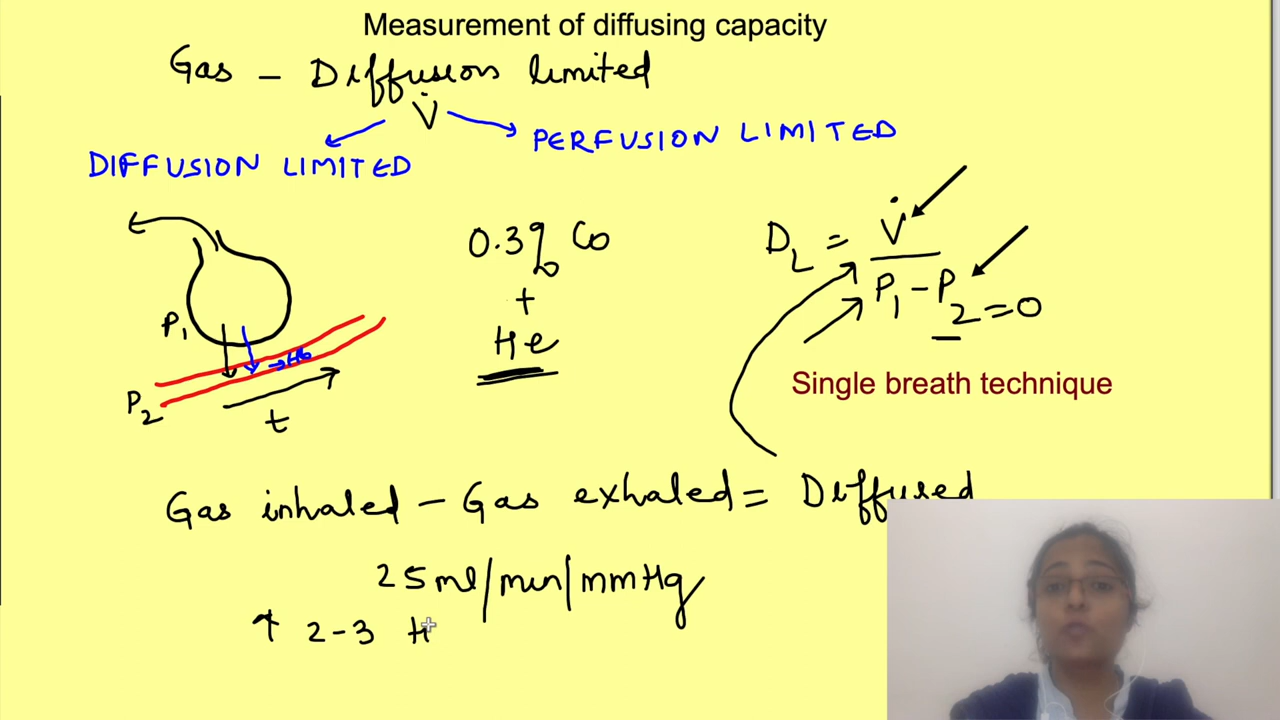 Measurement of diffusing capacity
Gas - Diffusion limited
V̇
DIFFUSION LIMITED
PERFUSION LIMITED
P1
→Hb
P2
t
0.3% Co
+
He
DL = V̇ / P1 - P2 = 0
Single breath technique
Gas inhaled - Gas exhaled = Diffused
25 ml/min/mmHg
↑ 2-3